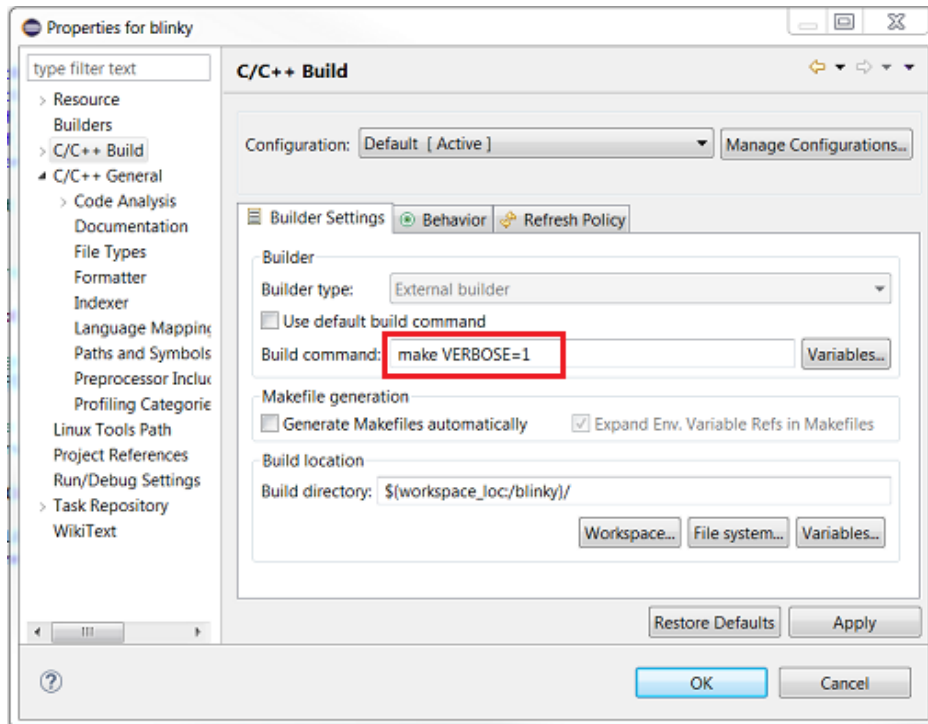 Properties for blinky
type filter text
Resource
Builders
C/C++ Build
C/C++ General
Code Analysis
Documentation
File Types
Formatter
Indexer
Language Mapping
Paths and Symbols
Preprocessor Inclu
Profiling Categorie
Linux Tools Path
Project References
Run/Debug Settings
Task Repository
WikiText
C/C++ Build
Configuration: Default [ Active ] Manage Configurations...
Builder Settings Behavior Refresh Policy
Builder
Builder type: External builder
Use default build command
Build command: make VERBOSE=1 Variables...
Makefile generation
Generate Makefiles automatically Expand Env. Variable Refs in Makefiles
Build location
Build directory: ${workspace_loc:/blinky}/
Workspace... File system... Variables...
Restore Defaults Apply
OK Cancel